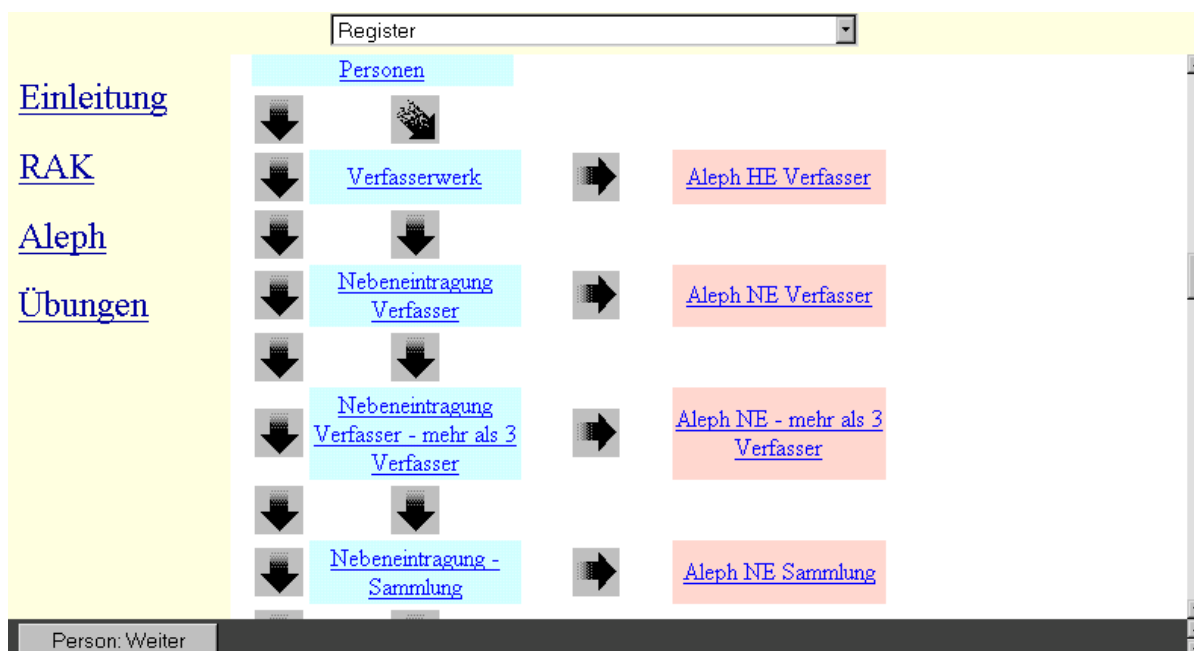 Register
Einleitung
RAK
Aleph
Übungen
Personen
Verfasserwerk
Aleph HE Verfasser
Nebeneintragung
Verfasser
Aleph NE Verfasser
Nebeneintragung
Verfasser - mehr als 3
Verfasser
Aleph NE - mehr als 3
Verfasser
Nebeneintragung -
Sammlung
Aleph NE Sammlung
Person: Weiter